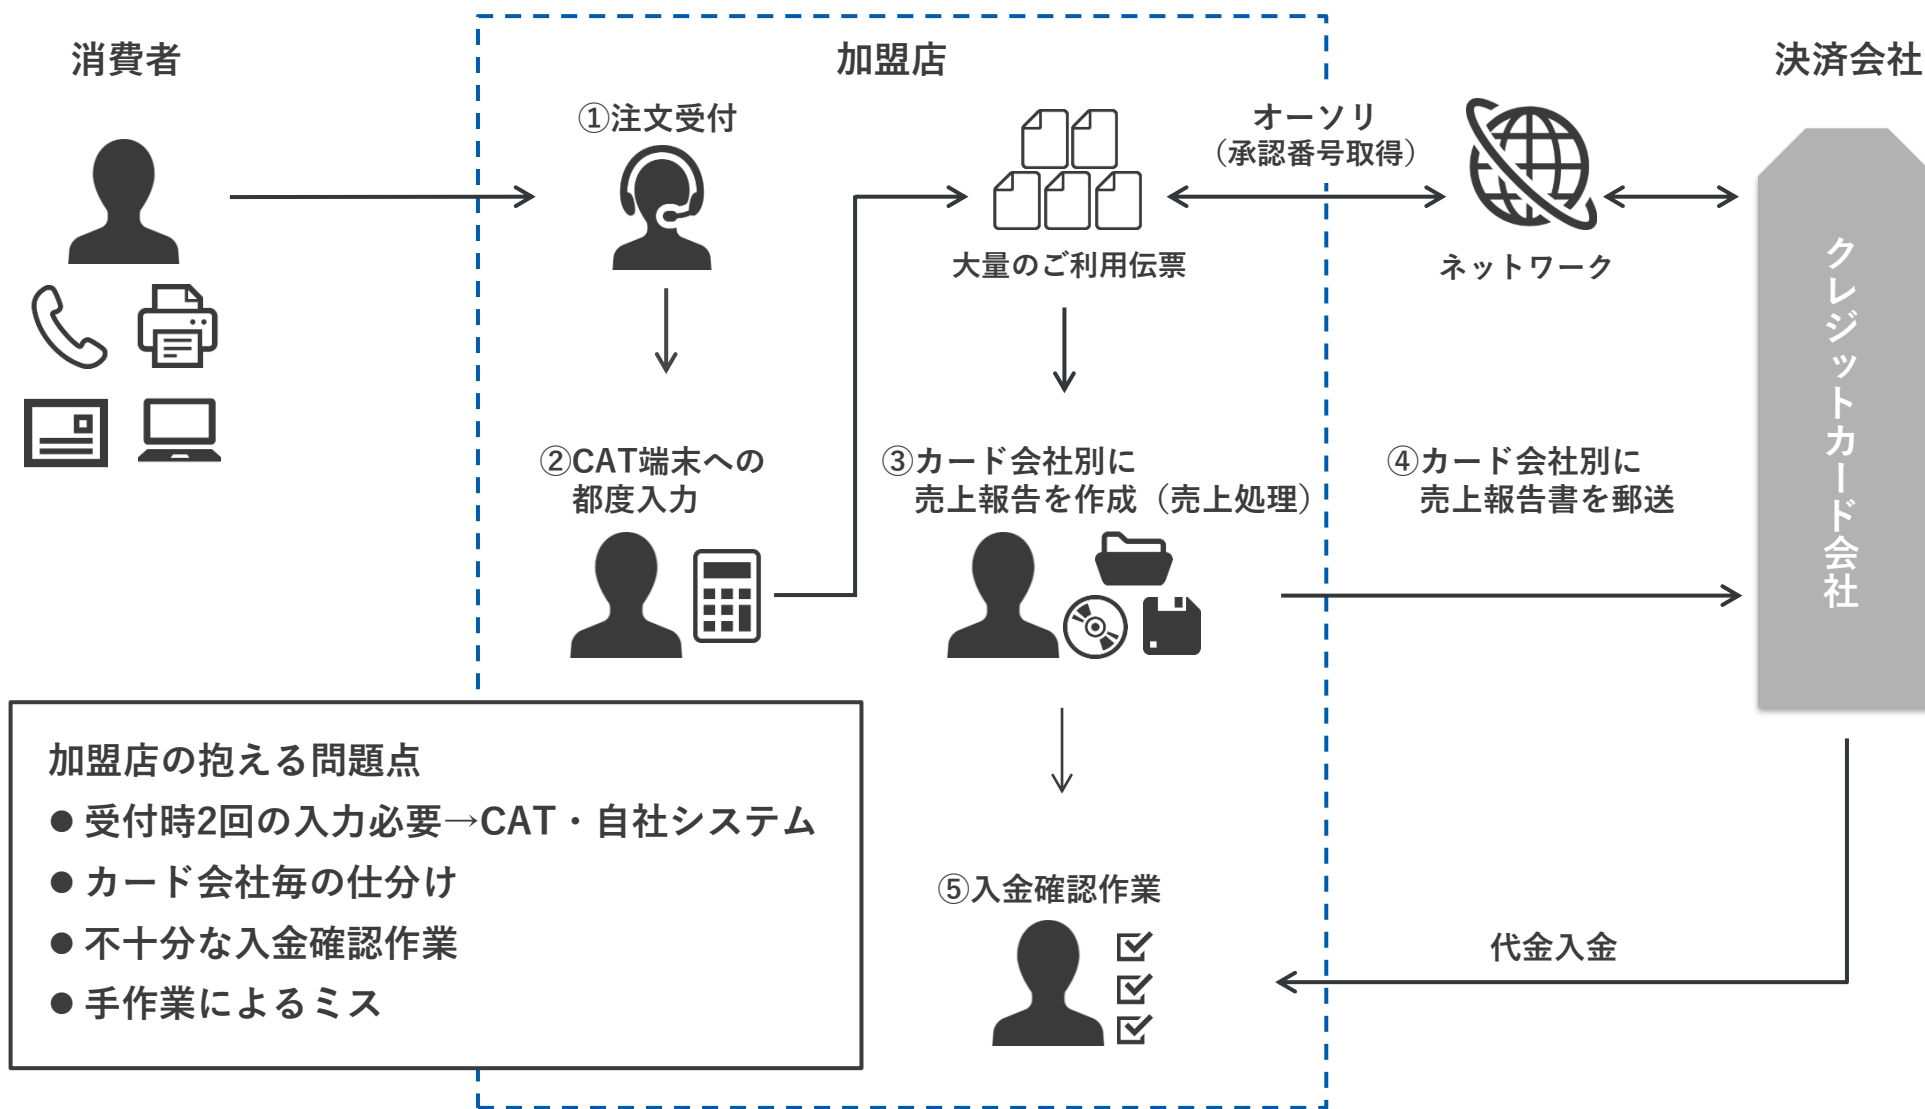 消費者
加盟店
決済会社
①注文受付
オーソリ
（承認番号取得）
大量のご利用伝票
ネットワーク
クレジットカード会社
②CAT端末への
都度入力
③カード会社別に
売上報告を作成（売上処理）
④カード会社別に
売上報告書を郵送
加盟店の抱える問題点
● 受付時2回の入力必要→CAT・自社システム
● カード会社毎の仕分け
● 不十分な入金確認作業
● 手作業によるミス
⑤入金確認作業
代金入金